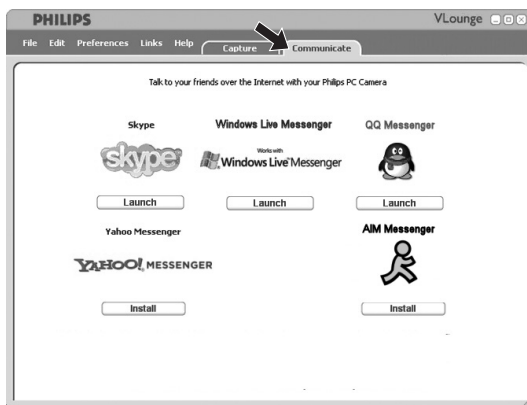 PHILIPS VLounge
File Edit Preferences Links Help Capture Communicate
Talk to your friends over the Internet with your Philips PC Camera
Skype Windows Live Messenger QQ Messenger
skype Works with Windows Live™ Messenger
Launch Launch Launch
Yahoo Messenger AIM Messenger
YAHOO! MESSENGER
Install Install